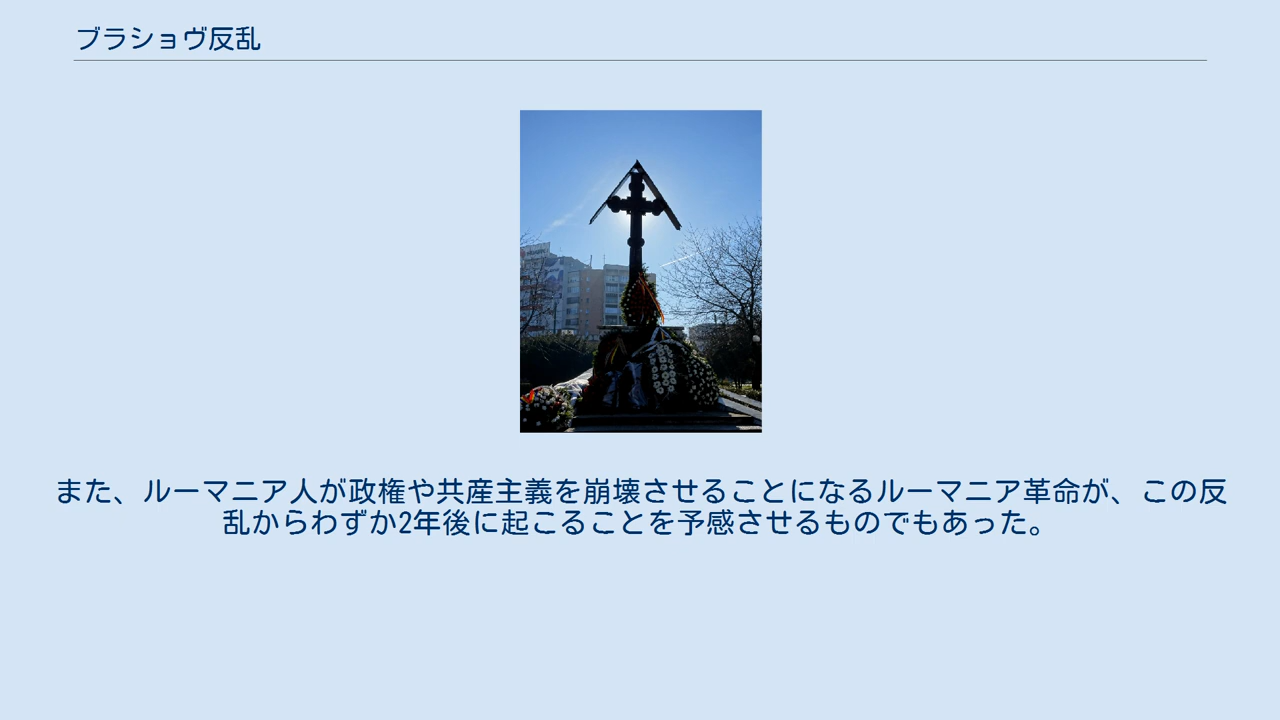 ブラショヴ反乱
また、ルーマニア人が政権や共産主義を崩壊させることになるルーマニア革命が、この反
乱からわずか2年後に起こることを予感させるものでもあった。